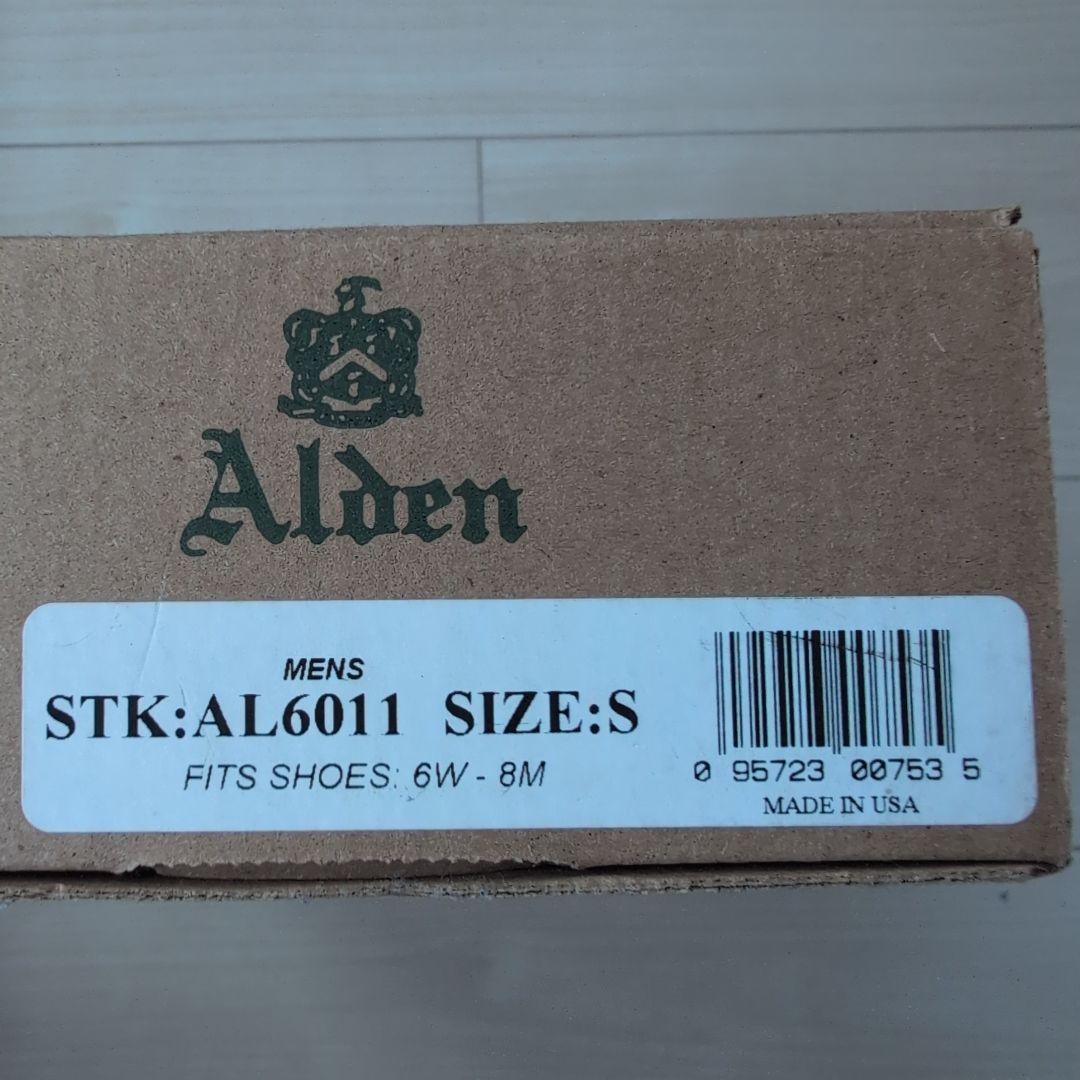 Alden
MENS
STK:AL6011 SIZE:S
FITS SHOES: 6W - 8M
0 95723 00753 5
MADE IN USA